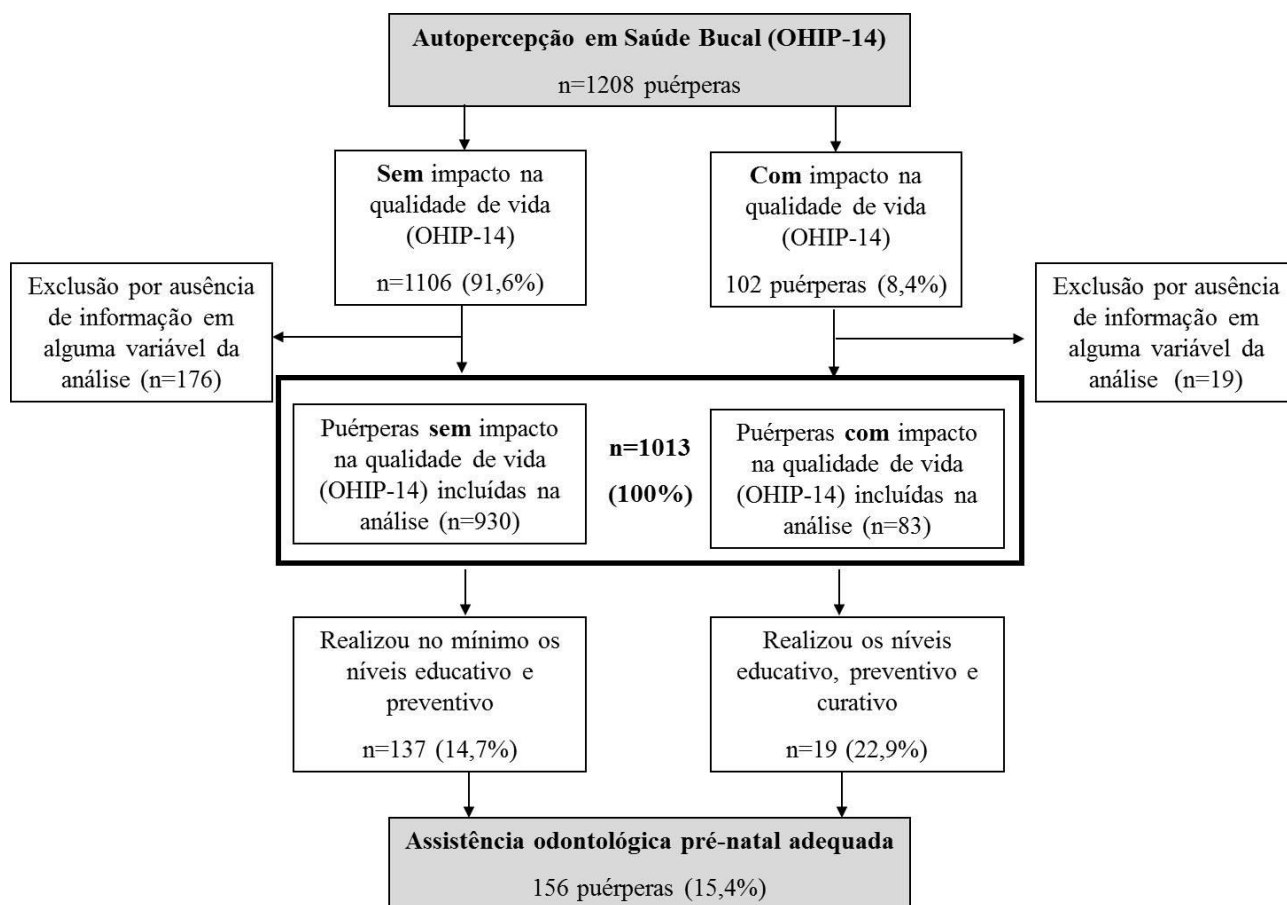 Autopercepção em Saúde Bucal (OHIP-14)
n=1208 puérperas
Sem impacto na
qualidade de vida
(OHIP-14)
n=1106 (91,6%)
Com impacto na
qualidade de vida
(OHIP-14)
102 puérperas (8,4%)
Exclusão por ausência
de informação em
alguma variável da
análise (n=176)
Exclusão por ausência
de informação em
alguma variável da
análise (n=19)
Puérperas sem impacto
na qualidade de vida
(OHIP-14) incluídas na
análise (n=930)
n=1013
(100%)
Puérperas com impacto
na qualidade de vida
(OHIP-14) incluídas na
análise (n=83)
Realizou no mínimo os
níveis educativo e
preventivo
n=137 (14,7%)
Realizou os níveis
educativo, preventivo e
curativo
n=19 (22,9%)
Assistência odontológica pré-natal adequada
156 puérperas (15,4%)